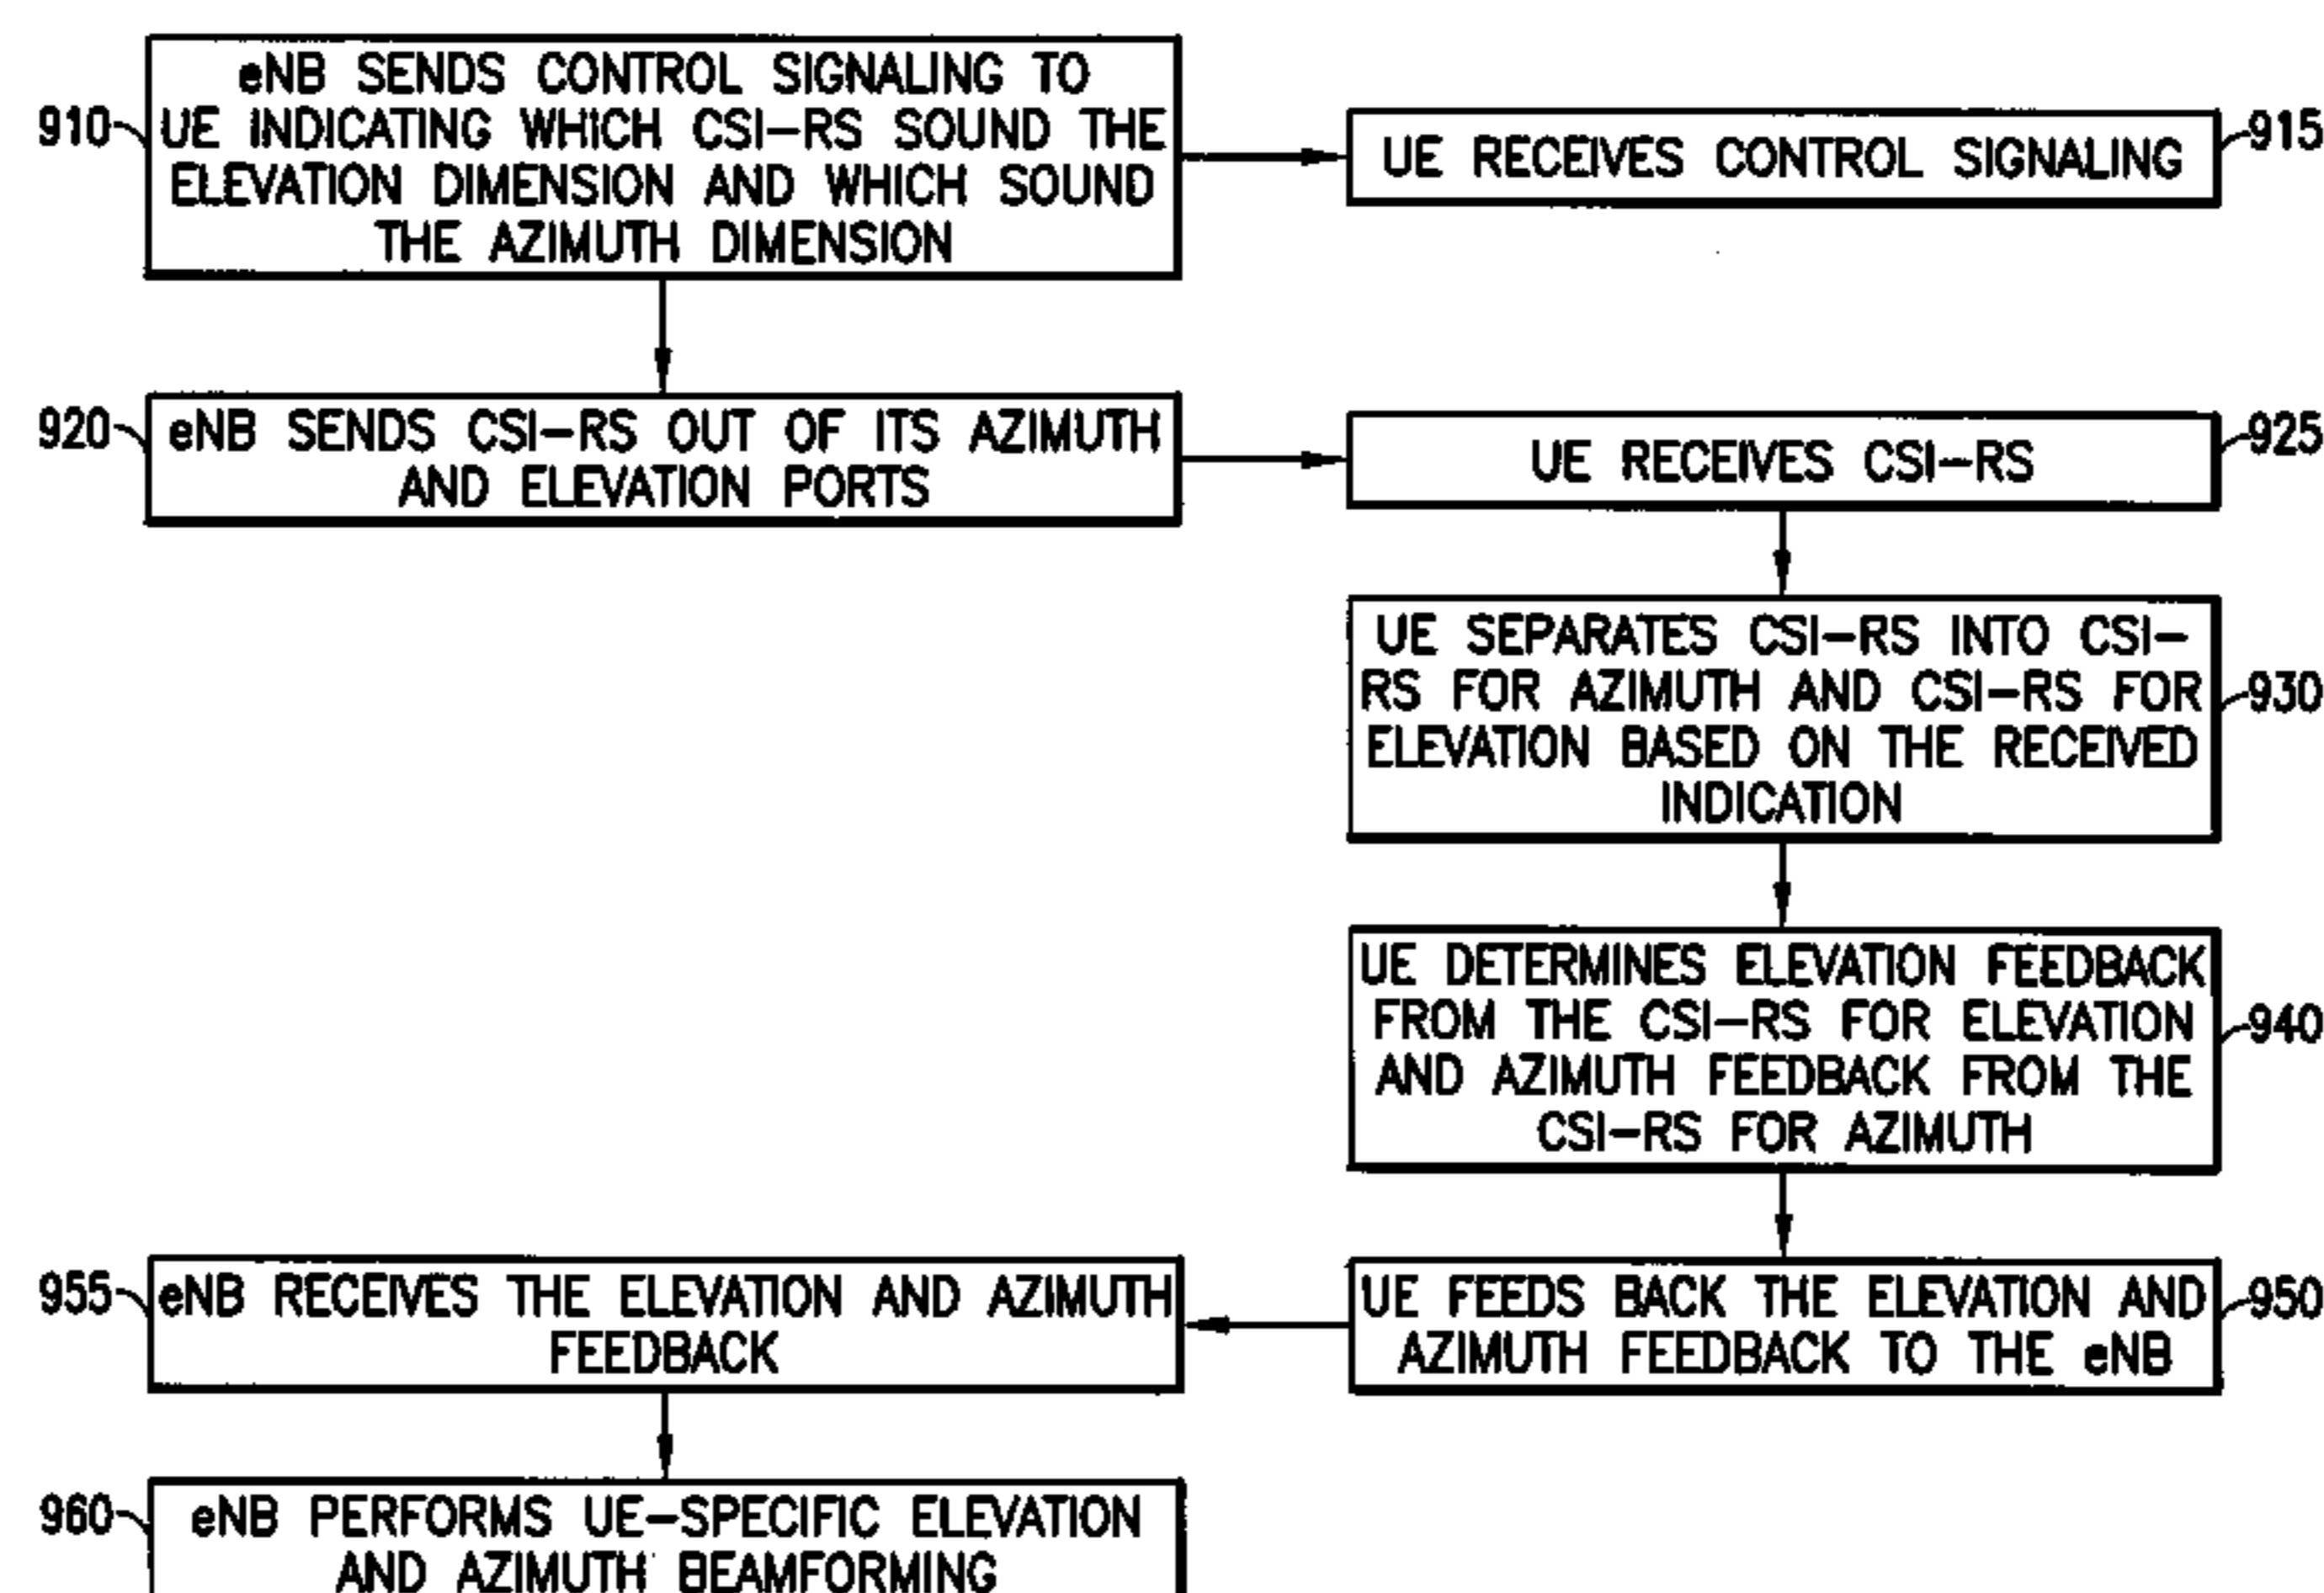 910
eNB SENDS CONTROL SIGNALING TO
UE INDICATING WHICH CSI-RS SOUND THE
ELEVATION DIMENSION AND WHICH SOUND
THE AZIMUTH DIMENSION
UE RECEIVES CONTROL SIGNALING
915
920
eNB SENDS CSI-RS OUT OF ITS AZIMUTH
AND ELEVATION PORTS
UE RECEIVES CSI-RS
925
UE SEPARATES CSI-RS INTO CSI-
RS FOR AZIMUTH AND CSI-RS FOR
ELEVATION BASED ON THE RECEIVED
INDICATION
930
UE DETERMINES ELEVATION FEEDBACK
FROM THE CSI-RS FOR ELEVATION
AND AZIMUTH FEEDBACK FROM THE
CSI-RS FOR AZIMUTH
940
UE FEEDS BACK THE ELEVATION AND
AZIMUTH FEEDBACK TO THE eNB
950
955
eNB RECEIVES THE ELEVATION AND AZIMUTH
FEEDBACK
960
eNB PERFORMS UE-SPECIFIC ELEVATION
AND AZIMUTH BEAMFORMING